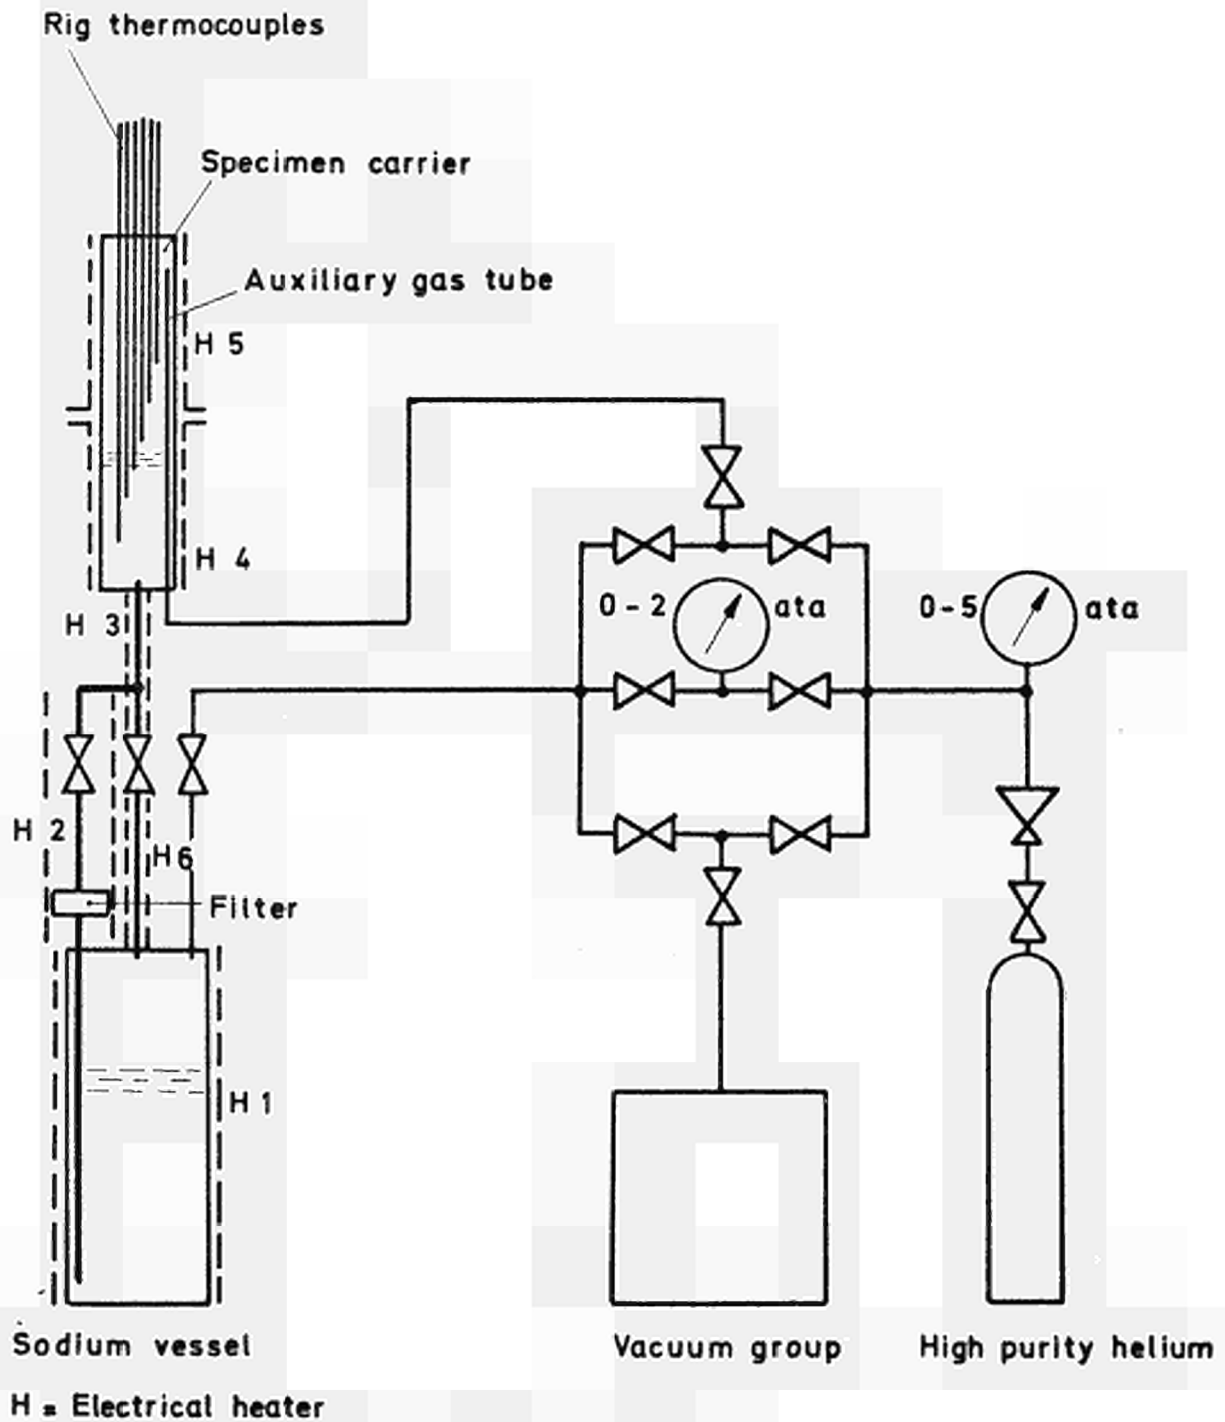 Rig thermocouples
Specimen carrier
Auxiliary gas tube
H 5
H 4
0-2 ata
0-5 ata
H 3
H 2
H 6
Filter
H 1
Sodium vessel
Vacuum group
High purity helium
H = Electrical heater